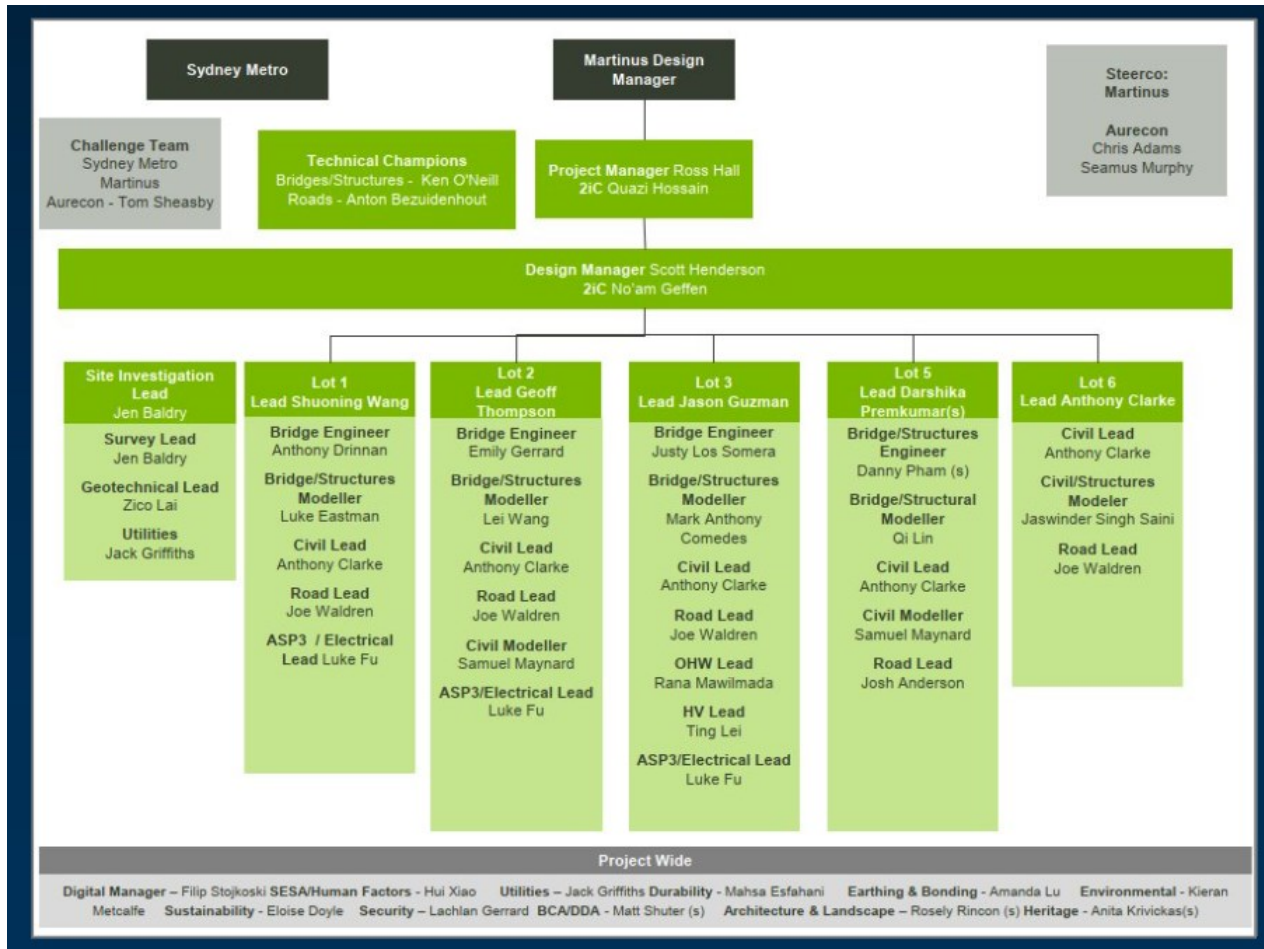 Sydney Metro
Martinus Design
Manager
Steerco:
Martinus
Aurecon
Chris Adams
Seamus Murphy
Challenge Team
Sydney Metro
Martinus
Aurecon - Tom Sheasby
Technical Champions
Bridges/Structures - Ken O'Neill
Roads - Anton Bezuidenhout
Project Manager Ross Hall
2iC Quazi Hossain
Design Manager Scott Henderson
2iC No'am Geffen
Site Investigation
Lead
Jen Baldry
Survey Lead
Jen Baldry
Geotechnical Lead
Zico Lai
Utilities
Jack Griffiths
Lot 1
Lead Shuoning Wang
Bridge Engineer
Anthony Drinnan
Bridge/Structures
Modeller
Luke Eastman
Civil Lead
Anthony Clarke
Road Lead
Joe Waldren
ASP3 / Electrical
Lead Luke Fu
Lot 2
Lead Geoff
Thompson
Bridge Engineer
Emily Gerrard
Bridge/Structures
Modeller
Lei Wang
Civil Lead
Anthony Clarke
Road Lead
Joe Waldren
Civil Modeller
Samuel Maynard
ASP3/Electrical Lead
Luke Fu
Lot 3
Lead Jason Guzman
Bridge Engineer
Justy Los Somera
Bridge/Structures
Modeller
Mark Anthony
Comedes
Civil Lead
Anthony Clarke
Road Lead
Joe Waldren
OHW Lead
Rana Mawilmada
HV Lead
Ting Lei
ASP3/Electrical Lead
Luke Fu
Lot 5
Lead Darshika
Premkumar(s)
Bridge/Structures
Engineer
Danny Pham (s)
Bridge/Structural
Modeller
Qi Lin
Civil Lead
Anthony Clarke
Civil Modeller
Samuel Maynard
Road Lead
Josh Anderson
Lot 6
Lead Anthony Clarke
Civil Lead
Anthony Clarke
Civil/Structures
Modeler
Jaswinder Singh Saini
Road Lead
Joe Waldren
Project Wide
Digital Manager – Filip Stojkoski SESA/Human Factors - Hui Xiao Utilities – Jack Griffiths Durability - Mahsa Esfahani Earthing & Bonding - Amanda Lu Environmental - Kieran
Metcalfe Sustainability - Eloise Doyle Security – Lachlan Gerrard BCA/DDA - Matt Shuter (s) Architecture & Landscape – Rosely Rincon (s) Heritage - Anita Krivickas(s)